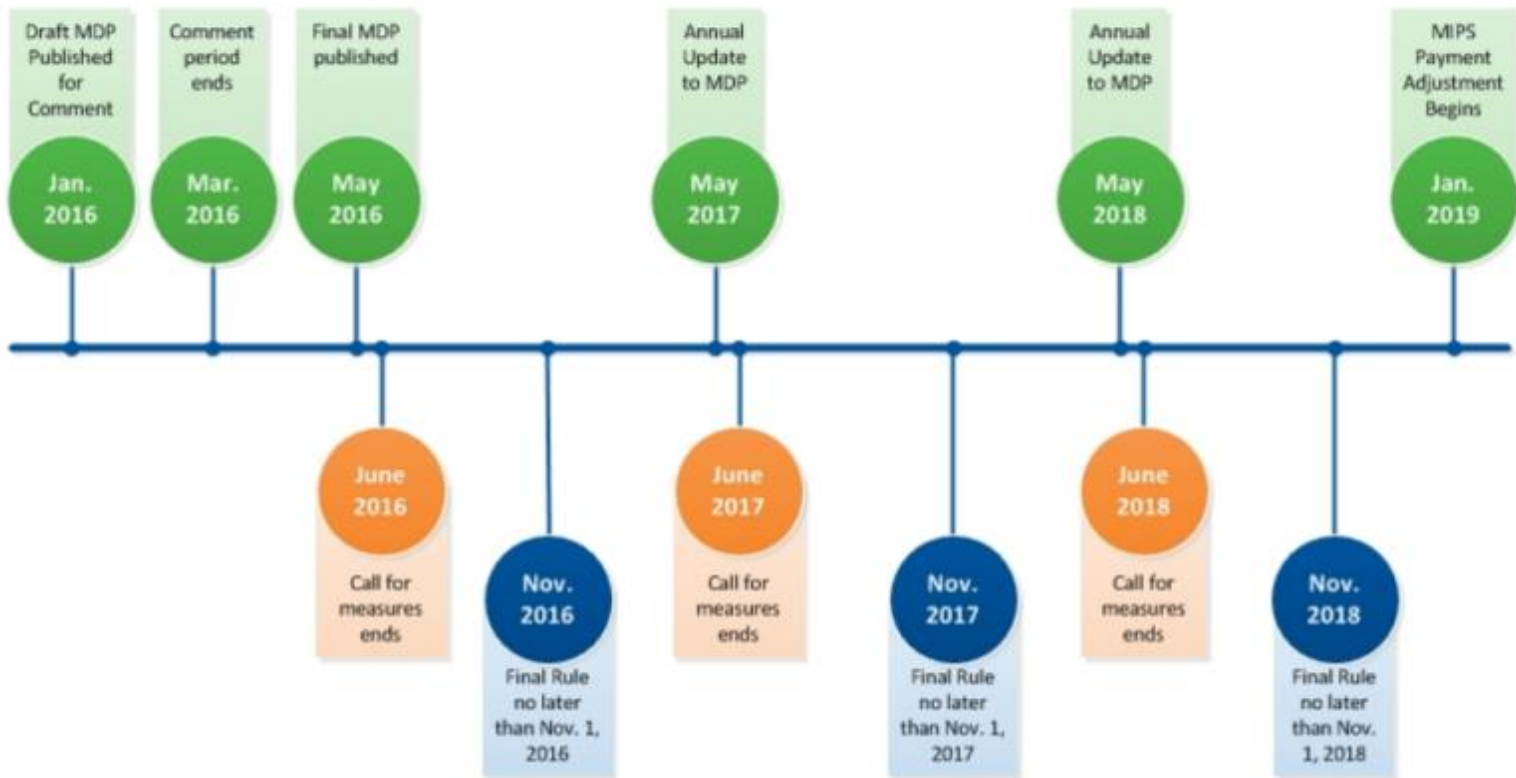 Draft MDP
Published
for
Comment
Jan.
2016
Comment
period
ends
Mar.
2016
Final MDP
published
May
2016
Annual
Update
to MDP
May
2017
Annual
Update
to MDP
May
2018
MIPS
Payment
Adjustment
Begins
Jan.
2019
June
2016
Call for
measures
ends
Nov.
2016
Final Rule
no later
than Nov. 1,
2016
June
2017
Call for
measures
ends
Nov.
2017
Final Rule
no later
than Nov. 1,
2017
June
2018
Call for
measures
ends
Nov.
2018
Final Rule
no later
than Nov.
1, 2018